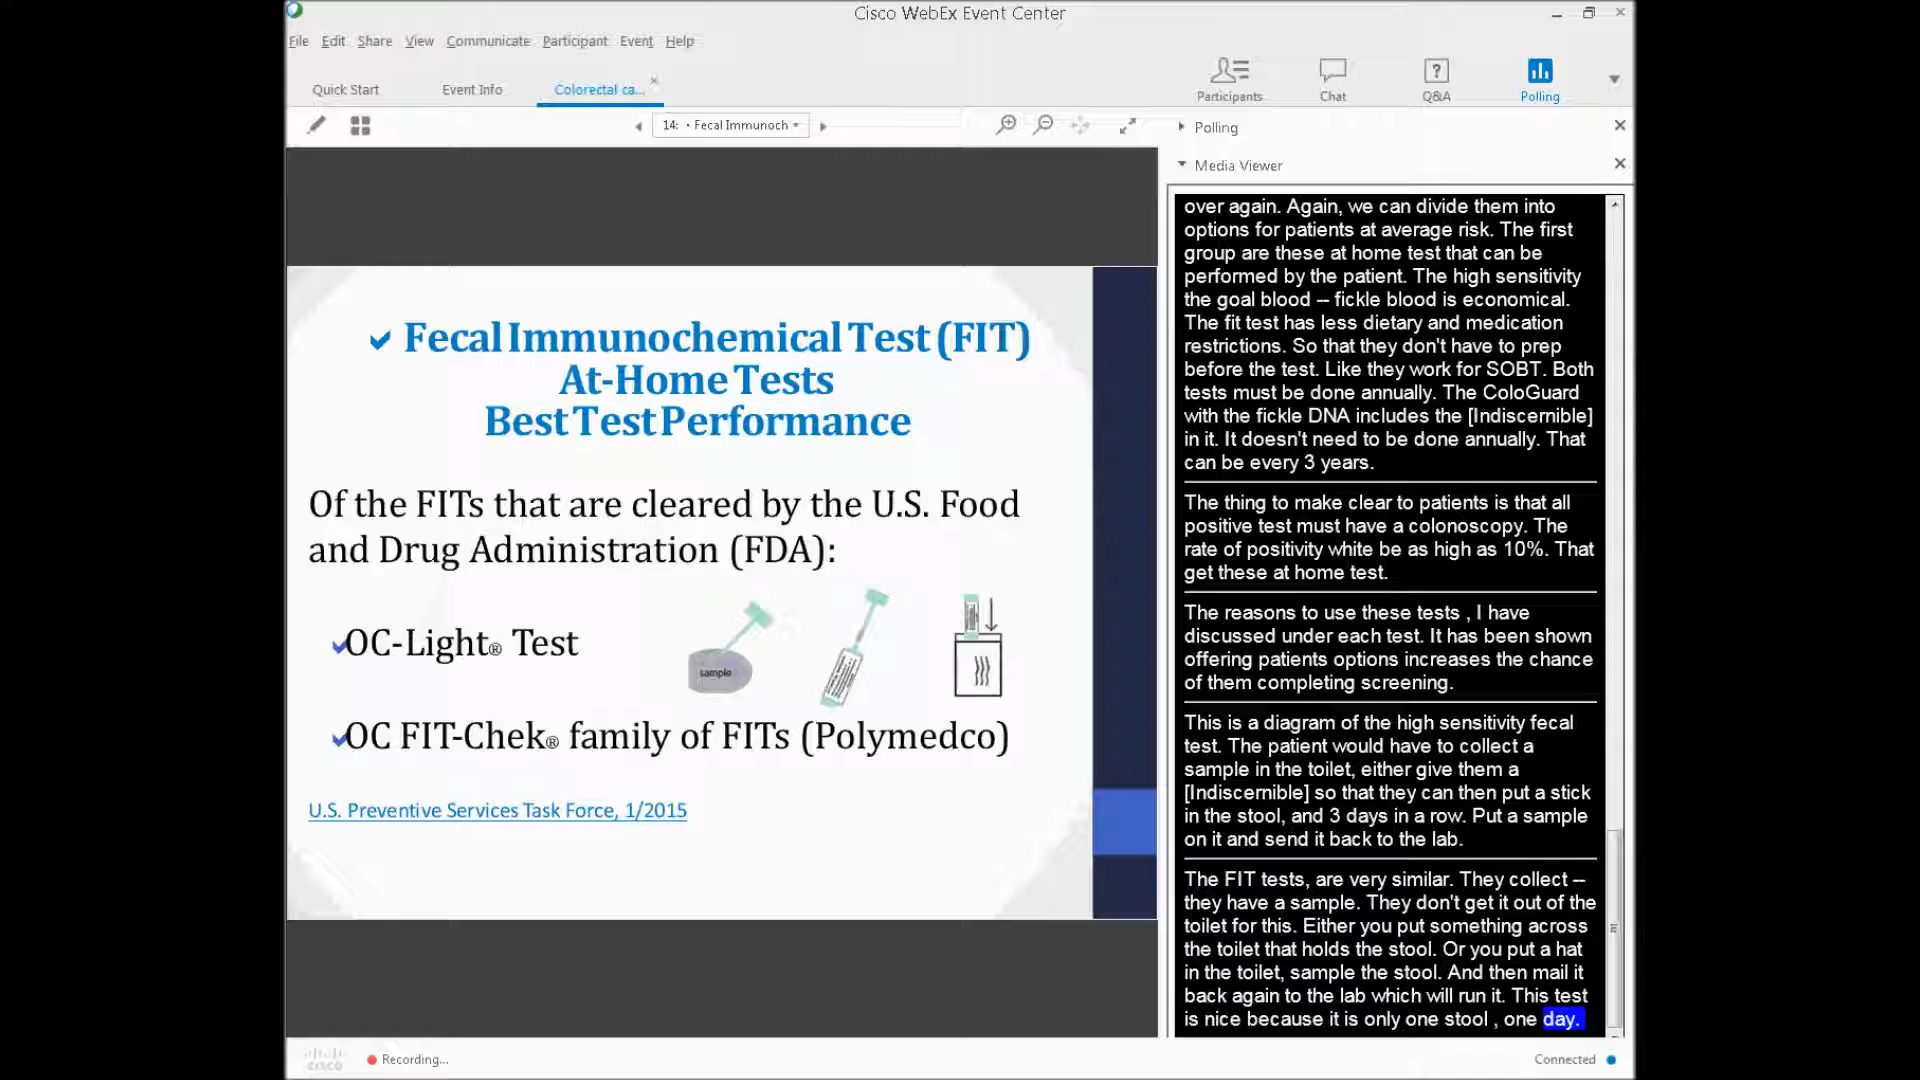 Cisco WebEx Event Center
File Edit Share View Communicate Participant Event Help
Quick Start Event Info Colorectal ca...
Participants Chat Q&A Polling
14: · Fecal Immunoch
Polling
Media Viewer
Fecal Immunochemical Test (FIT)
At-Home Tests
Best Test Performance
Of the FITs that are cleared by the U.S. Food
and Drug Administration (FDA):
OC-Light® Test
sample
OC FIT-Chek® family of FITs (Polymedco)
U.S. Preventive Services Task Force, 1/2015
over again. Again, we can divide them into
options for patients at average risk. The first
group are these at home test that can be
performed by the patient. The high sensitivity
the goal blood -- fickle blood is economical.
The fit test has less dietary and medication
restrictions. So that they don't have to prep
before the test. Like they work for SOBT. Both
tests must be done annually. The ColoGuard
with the fickle DNA includes the [Indiscernible]
in it. It doesn't need to be done annually. That
can be every 3 years.
The thing to make clear to patients is that all
positive test must have a colonoscopy. The
rate of positivity white be as high as 10%. That
get these at home test.
The reasons to use these tests , I have
discussed under each test. It has been shown
offering patients options increases the chance
of them completing screening.
This is a diagram of the high sensitivity fecal
test. The patient would have to collect a
sample in the toilet, either give them a
[Indiscernible] so that they can then put a stick
in the stool, and 3 days in a row. Put a sample
on it and send it back to the lab.
The FIT tests, are very similar. They collect --
they have a sample. They don't get it out of the
toilet for this. Either you put something across
the toilet that holds the stool. Or you put a hat
in the toilet, sample the stool. And then mail it
back again to the lab which will run it. This test
is nice because it is only one stool , one day.
cisco
Recording...
Connected